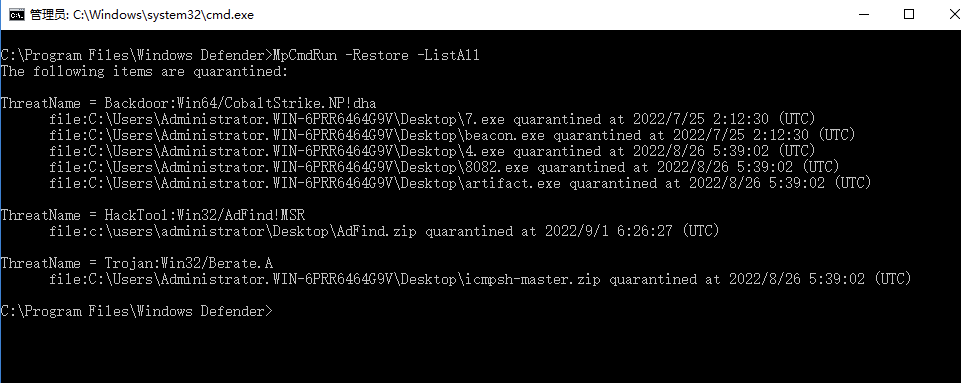 管理员: C:\Windows\system32\cmd.exe
C:\Program Files\Windows Defender>MpCmdRun -Restore -ListAll
The following items are quarantined:
ThreatName = Backdoor:Win64/CobaltStrike.NP!dha
file:C:\Users\Administrator.WIN-6PRR6464G9V\Desktop\7.exe quarantined at 2022/7/25 2:12:30 (UTC)
file:C:\Users\Administrator.WIN-6PRR6464G9V\Desktop\beacon.exe quarantined at 2022/7/25 2:12:30 (UTC)
file:C:\Users\Administrator.WIN-6PRR6464G9V\Desktop\4.exe quarantined at 2022/8/26 5:39:02 (UTC)
file:C:\Users\Administrator.WIN-6PRR6464G9V\Desktop\8082.exe quarantined at 2022/8/26 5:39:02 (UTC)
file:C:\Users\Administrator.WIN-6PRR6464G9V\Desktop\artifact.exe quarantined at 2022/8/26 5:39:02 (UTC)
ThreatName = HackTool:Win32/AdFind!MSR
file:c:\users\administrator\Desktop\AdFind.zip quarantined at 2022/9/1 6:26:27 (UTC)
ThreatName = Trojan:Win32/Berate.A
file:C:\Users\Administrator.WIN-6PRR6464G9V\Desktop\icmpsh-master.zip quarantined at 2022/8/26 5:39:02 (UTC)
C:\Program Files\Windows Defender>